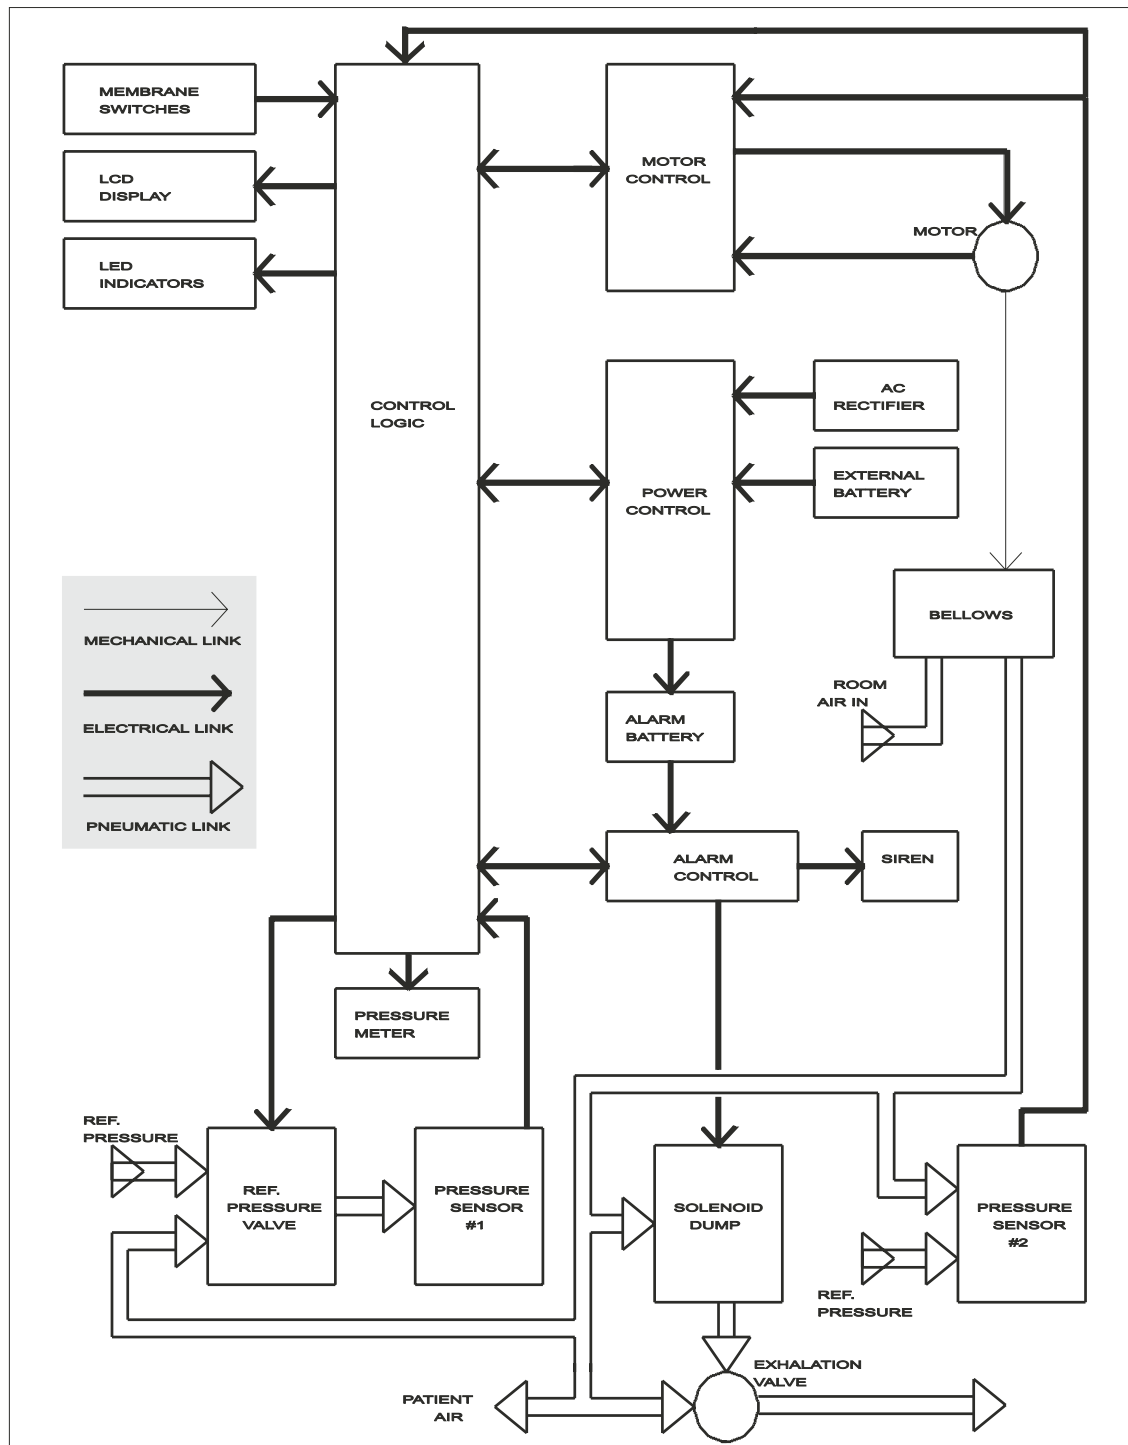 MEMBRANE
SWITCHES
LCD
DISPLAY
LED
INDICATORS
CONTROL
LOGIC
MOTOR
CONTROL
MOTOR
AC
RECTIFIER
EXTERNAL
BATTERY
POWER
CONTROL
BELLOWS
MECHANICAL LINK
ELECTRICAL LINK
PNEUMATIC LINK
ROOM
AIR IN
ALARM
BATTERY
ALARM
CONTROL
SIREN
PRESSURE
METER
REF.
PRESSURE
REF.
PRESSURE
VALVE
PRESSURE
SENSOR
#1
SOLENOID
DUMP
PRESSURE
SENSOR
#2
REF.
PRESSURE
EXHALATION
VALVE
PATIENT
AIR